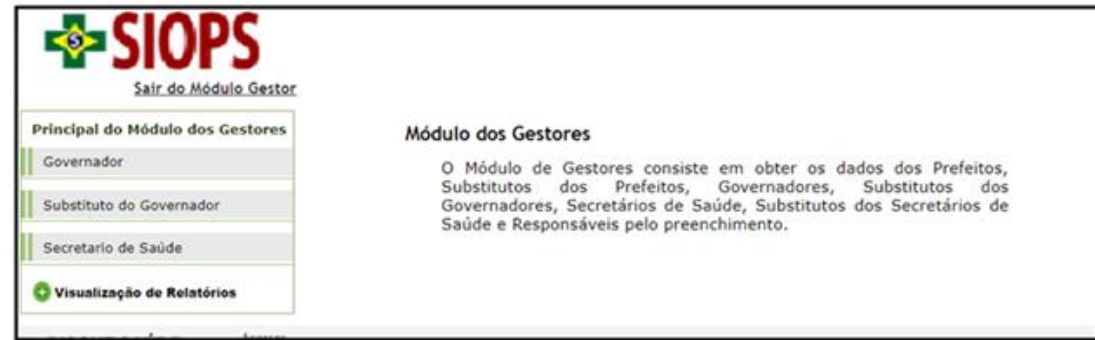 SIOPS
Sair do Módulo Gestor
Principal do Módulo dos Gestores
Governador
Substituto do Governador
Secretario de Saúde
Visualização de Relatórios
Módulo dos Gestores
O Módulo de Gestores consiste em obter os dados dos Prefeitos,
Substitutos dos Prefeitos, Governadores, Substitutos dos
Governadores, Secretários de Saúde, Substitutos dos Secretários de
Saúde e Responsáveis pelo preenchimento.